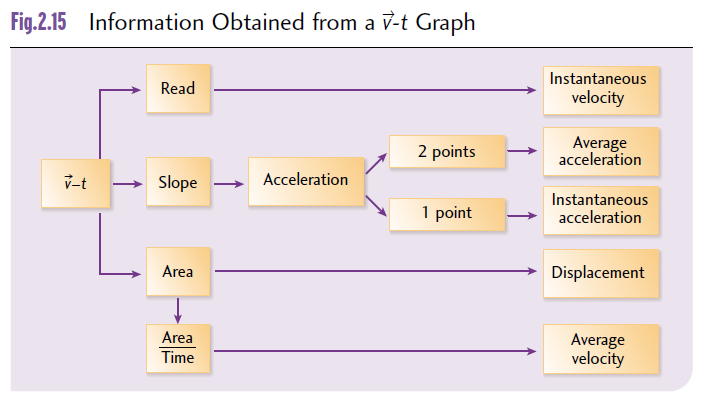 Fig.2.15 Information Obtained from a v⃗-t Graph
Read
Instantaneous
velocity
v⃗–t
Slope
Acceleration
2 points
Average
acceleration
1 point
Instantaneous
acceleration
Area
Displacement
Area
Time
Average
velocity